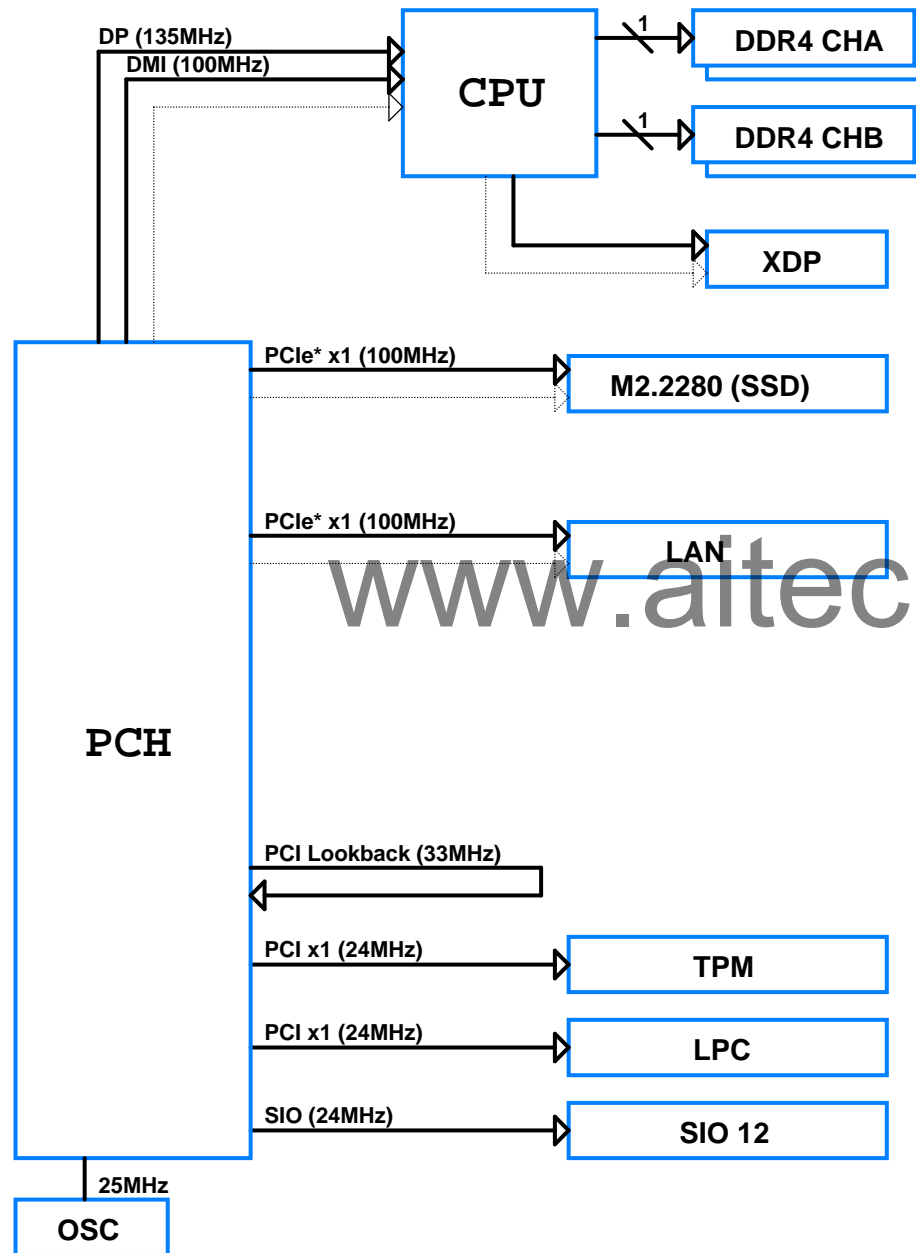 DP (135MHz)
DMI (100MHz)
CPU
1
DDR4 CHA
1
DDR4 CHB
XDP
PCIe* x1 (100MHz)
M2.2280 (SSD)
PCIe* x1 (100MHz)
LAN
www.aitec
PCH
PCI Lookback (33MHz)
PCI x1 (24MHz)
TPM
PCI x1 (24MHz)
LPC
SIO (24MHz)
SIO 12
25MHz
OSC